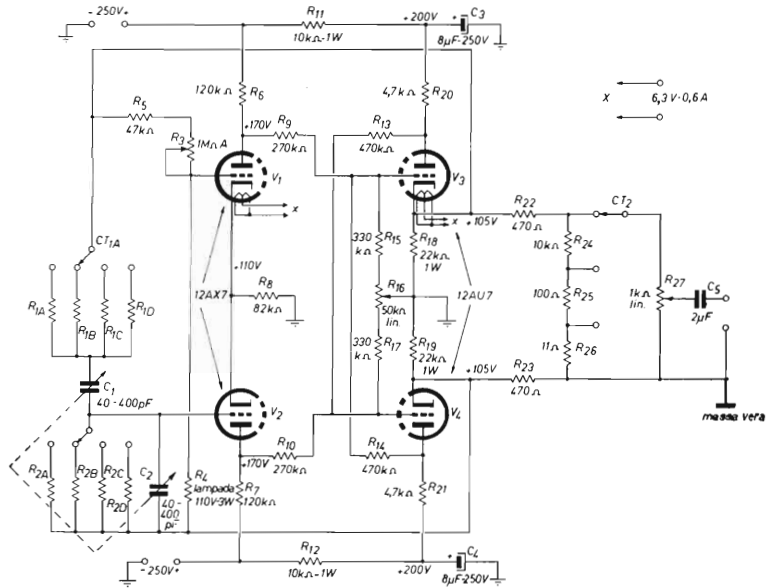 - 250V+
R11
10kΩ-1W
+200V
+
C3
8µF-250V
120kΩ
R6
4,7kΩ
R20
X
6,3V-0,6A
R5
47kΩ
+170V
R9
270kΩ
R13
470kΩ
R3
1MΩA
V1
V3
x
x
+105V
R22
470Ω
CT2
CT1A
+110V
330
kΩ
R15
R18
22kΩ
1W
10kΩ
R24
12AX7
R8
82kΩ
R16
50kΩ
lin.
12AU7
100Ω
R25
R27
1kΩ
lin.
C5
2µF
R1A
R1B
R1C
R1D
330
kΩ
R17
R19
22kΩ
1W
11Ω
R26
+105V
R23
470Ω
C1
40-400pF
V2
V4
massa vera
R2A
R2B
R2C
R2D
C2
40-
400
pF
R4
lampada
110V-3W
+170V
R10
270kΩ
R7
120kΩ
R14
470kΩ
4,7kΩ
R21
-250V+
R12
10kΩ-1W
+200V
+
C4
8µF-250V